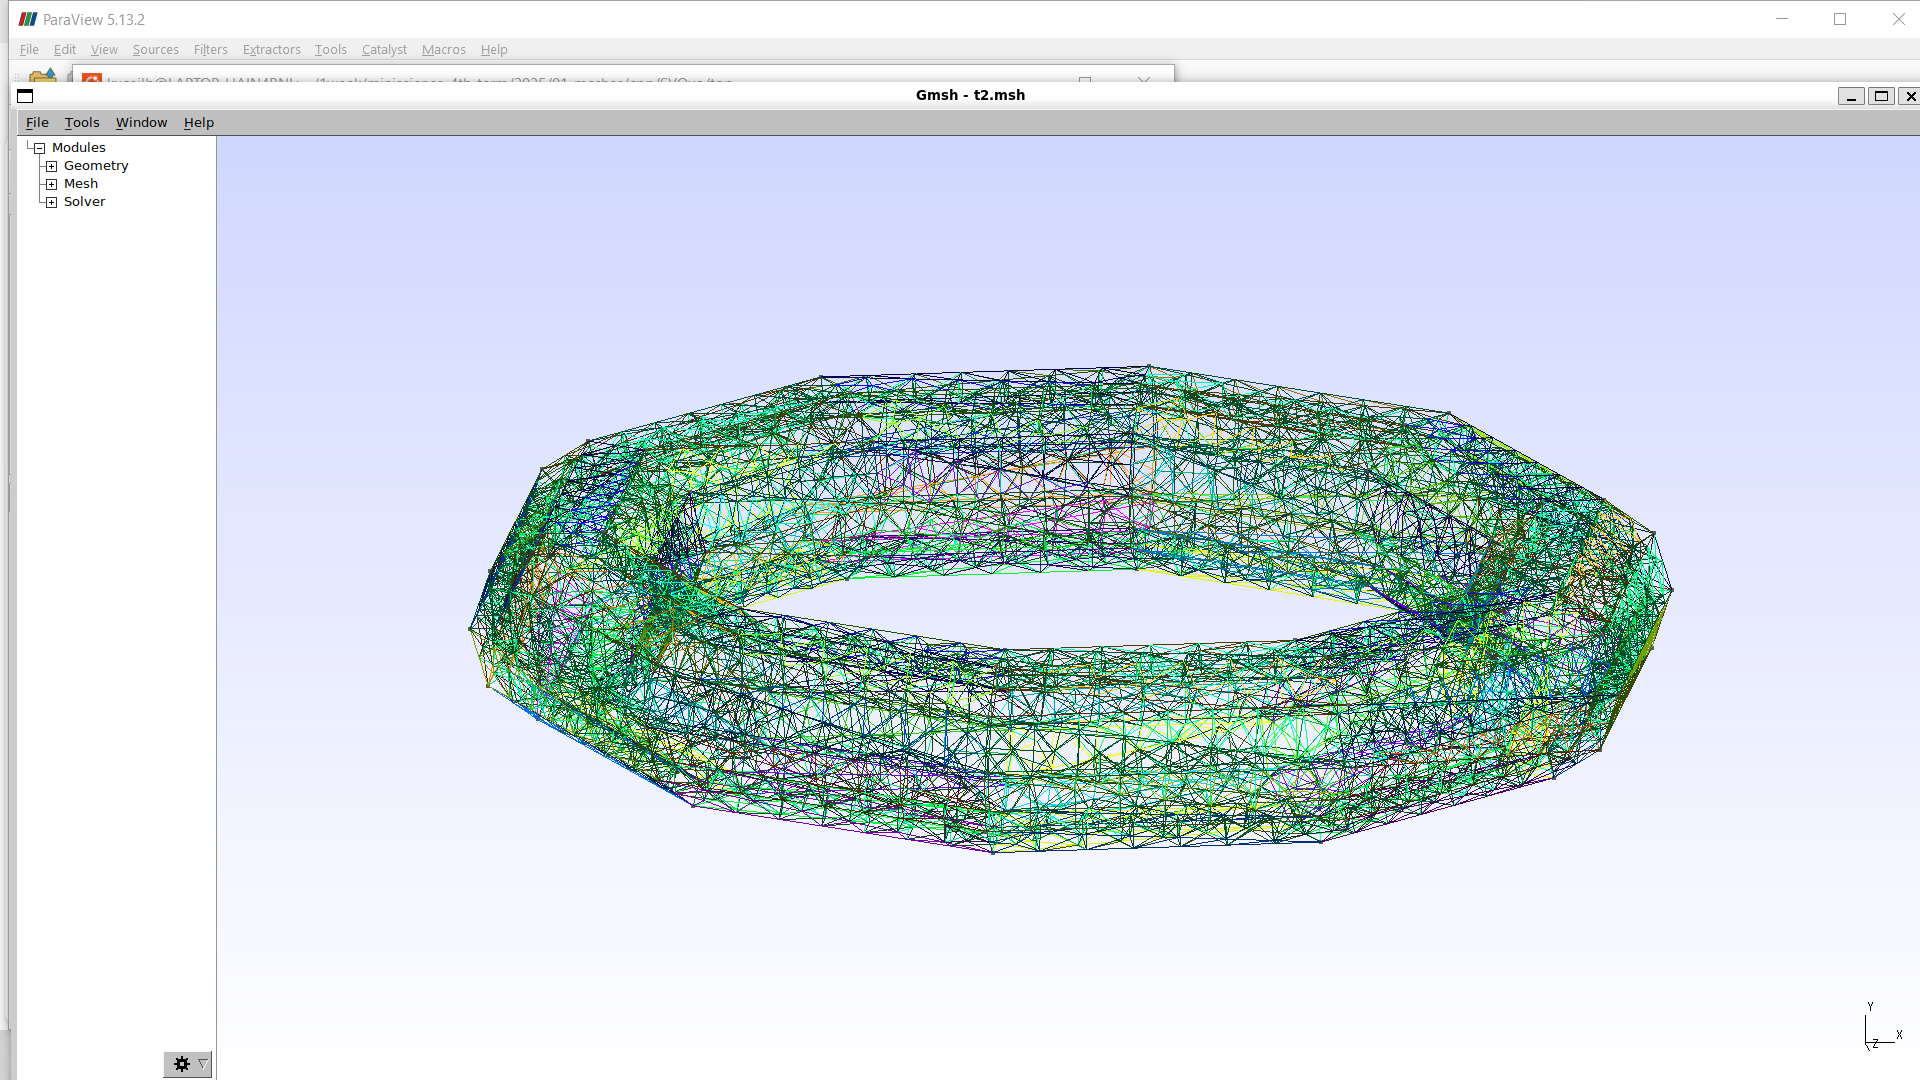 ParaView 5.13.2
File Edit View Sources Filters Extractors Tools Catalyst Macros Help
Gmsh - t2.msh
File Tools Window Help
Modules
Geometry
Mesh
Solver
Y
X
Z